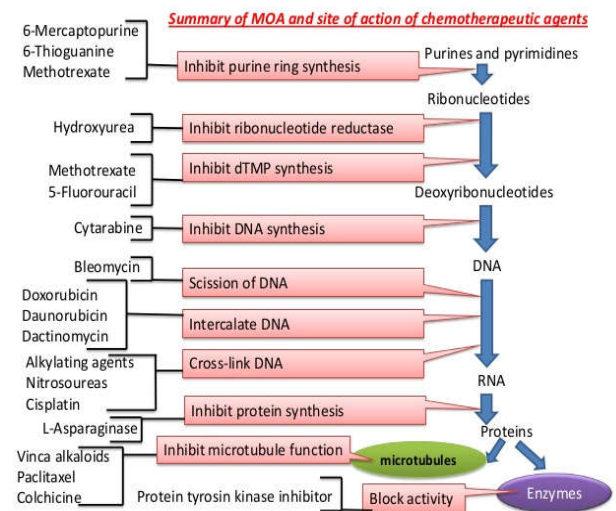 Summary of MOA and site of action of chemotherapeutic agents
6-Mercaptopurine
6-Thioguanine
Methotrexate
Inhibit purine ring synthesis
Purines and pyrimidines
Ribonucleotides
Hydroxyurea
Inhibit ribonucleotide reductase
Methotrexate
5-Fluorouracil
Inhibit dTMP synthesis
Deoxyribonucleotides
Cytarabine
Inhibit DNA synthesis
DNA
Bleomycin
Scission of DNA
Doxorubicin
Daunorubicin
Dactinomycin
Intercalate DNA
Alkylating agents
Nitrosoureas
Cisplatin
Cross-link DNA
RNA
L-Asparaginase
Inhibit protein synthesis
Proteins
Vinca alkaloids
Paclitaxel
Colchicine
Inhibit microtubule function
microtubules
Protein tyrosin kinase inhibitor
Block activity
Enzymes